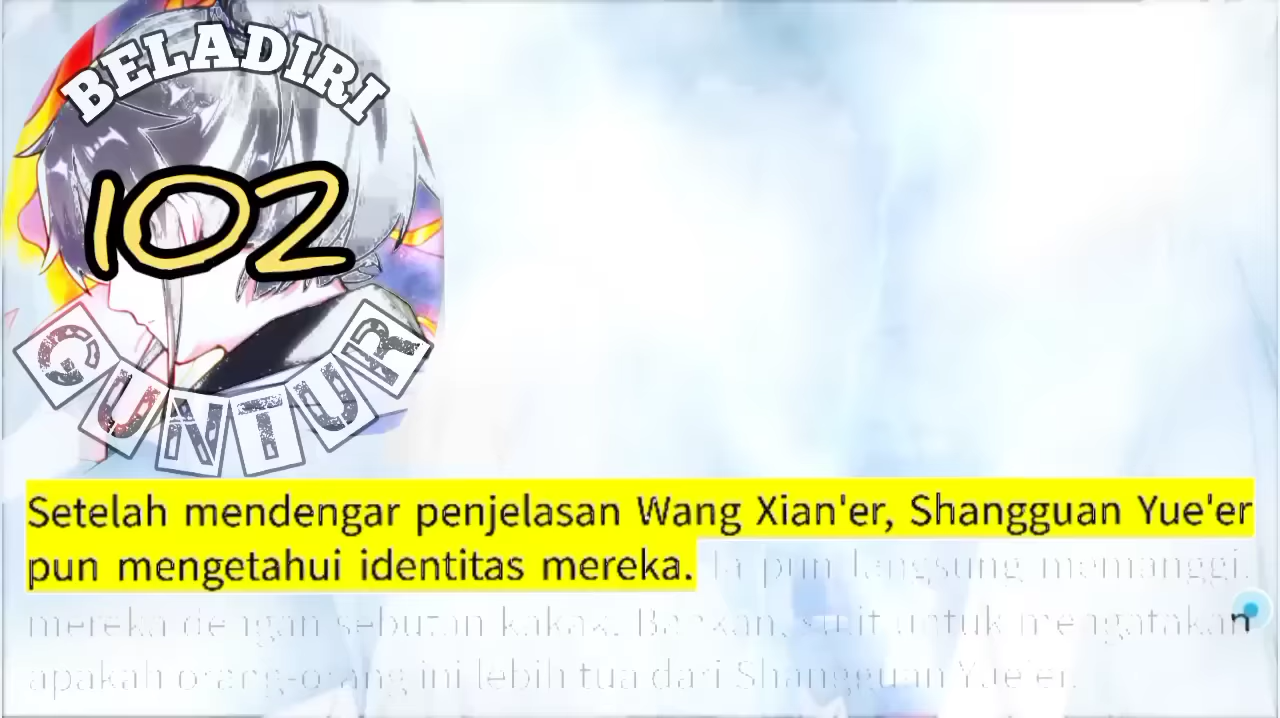 BELADIRI
102
GUNTUR
Setelah mendengar penjelasan Wang Xian'er, Shangguan Yue'er
pun mengetahui identitas mereka. Ia pun langsung memanggil
mereka dengan sebutan kakak. Bahkan, sulit untuk mengatakan
apakah orang-orang ini lebih tua dari Shangguan Yue'er.